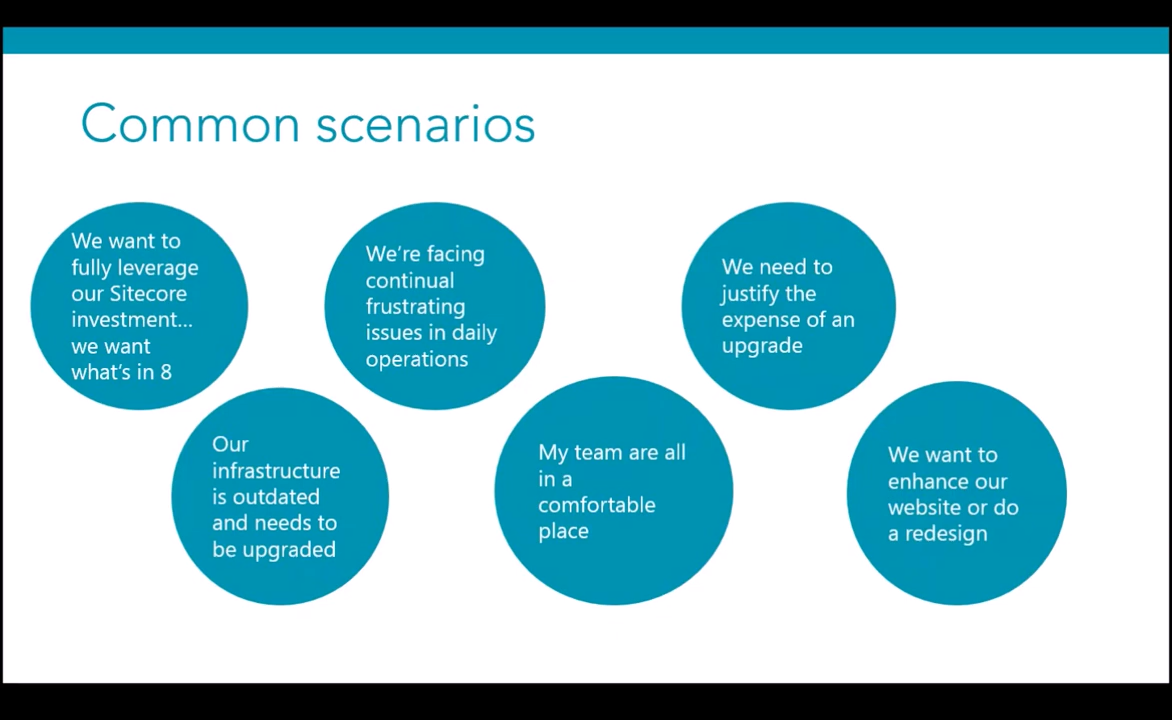 Common scenarios
We want to
fully leverage
our Sitecore
investment...
we want
what's in 8
We're facing
continual
frustrating
issues in daily
operations
We need to
justify the
expense of an
upgrade
Our
infrastructure
is outdated
and needs to
be upgraded
My team are all
in a
comfortable
place
We want to
enhance our
website or do
a redesign